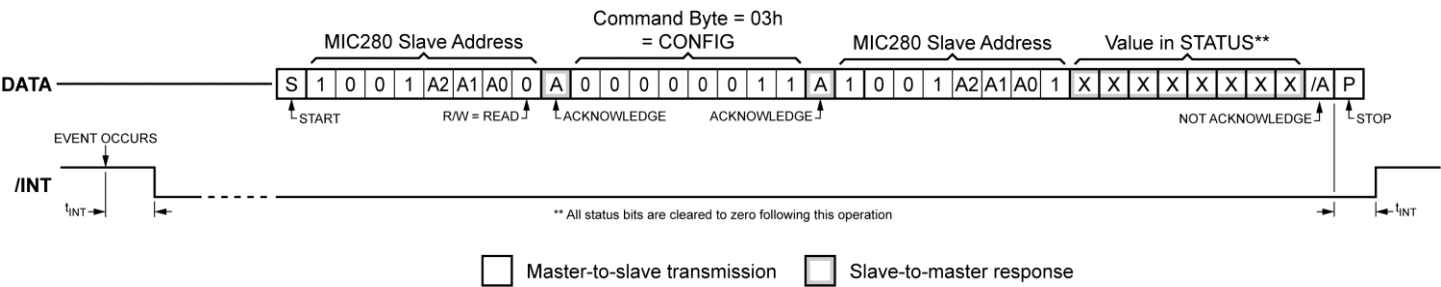 Command Byte = 03h
MIC280 Slave Address = CONFIG MIC280 Slave Address Value in STATUS**
DATA S 1 0 0 1 A2 A1 A0 0 A 0 0 0 0 0 0 1 1 A 1 0 0 1 A2 A1 A0 1 X X X X X X X X /A P
START R/W = READ ACKNOWLEDGE ACKNOWLEDGE NOT ACKNOWLEDGE STOP
EVENT OCCURS
/INT
tINT tINT
** All status bits are cleared to zero following this operation
Master-to-slave transmission Slave-to-master response